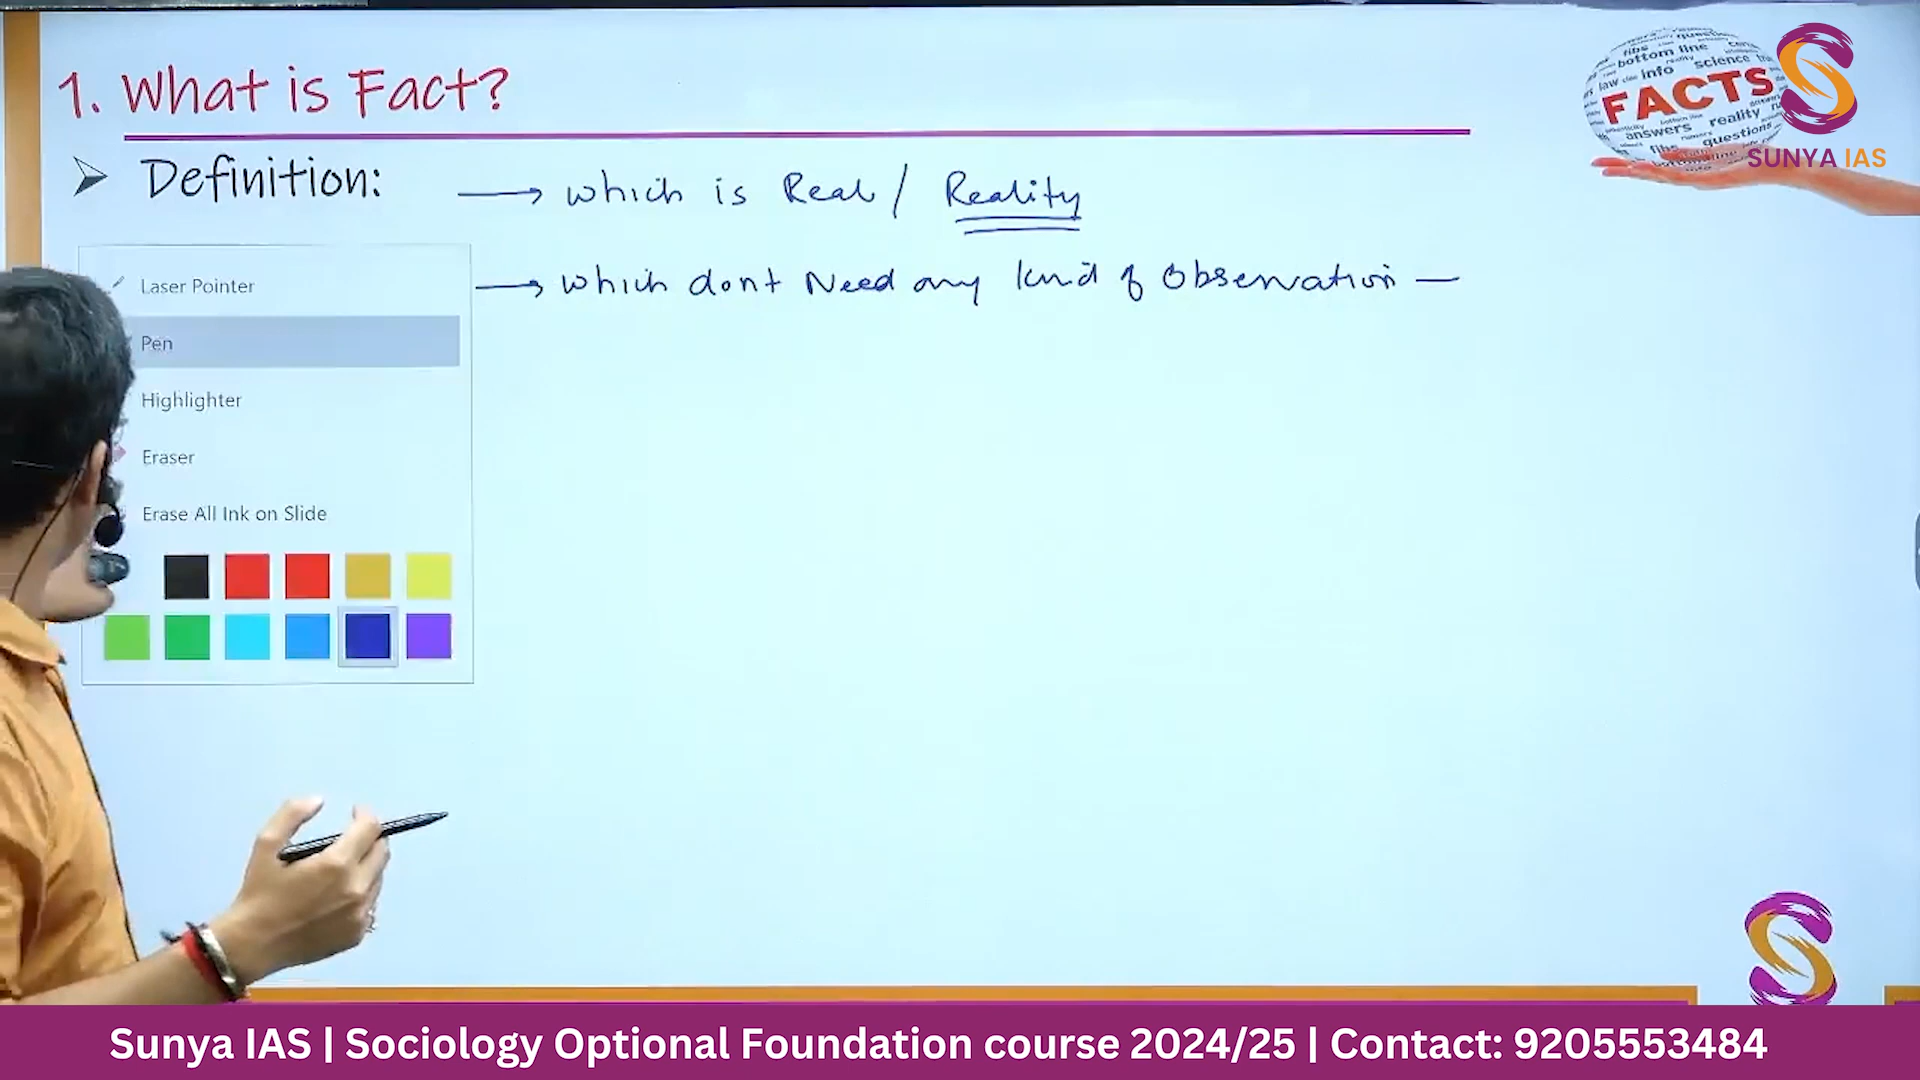 1. What is Fact?
Definition: → Which is Real / Reality
→ Which dont Need any kind of Observation —
Laser Pointer
Pen
Highlighter
Eraser
Erase All Ink on Slide
bottom line
law info science
FACTS
answers reality
questions
SUNYA IAS
Sunya IAS | Sociology Optional Foundation course 2024/25 | Contact: 9205553484